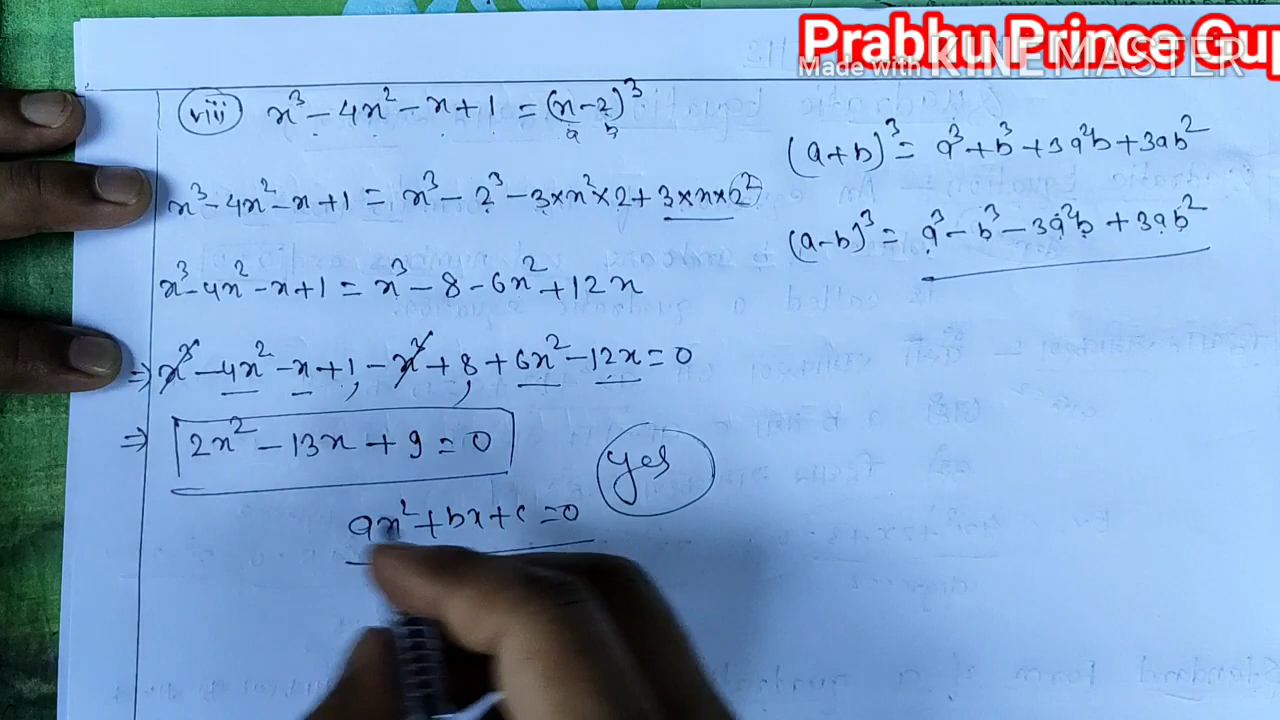 Prabhu Prince Gup
Made with KINEMASTER
(viii) x³ - 4x² - x + 1 = (x - 2)³
a b
(a+b)³ = a³ + b³ + 3a²b + 3ab²
x³ - 4x² - x + 1 = x³ - 2³ - 3×x²×2 + 3×x×2²
(a-b)³ = a³ - b³ - 3a²b + 3ab²
x³ - 4x² - x + 1 = x³ - 8 - 6x² + 12x
⇒ x³ - 4x² - x + 1 - x³ + 8 + 6x² - 12x = 0
⇒ 2x² - 13x + 9 = 0
yes
ax² + bx + c = 0